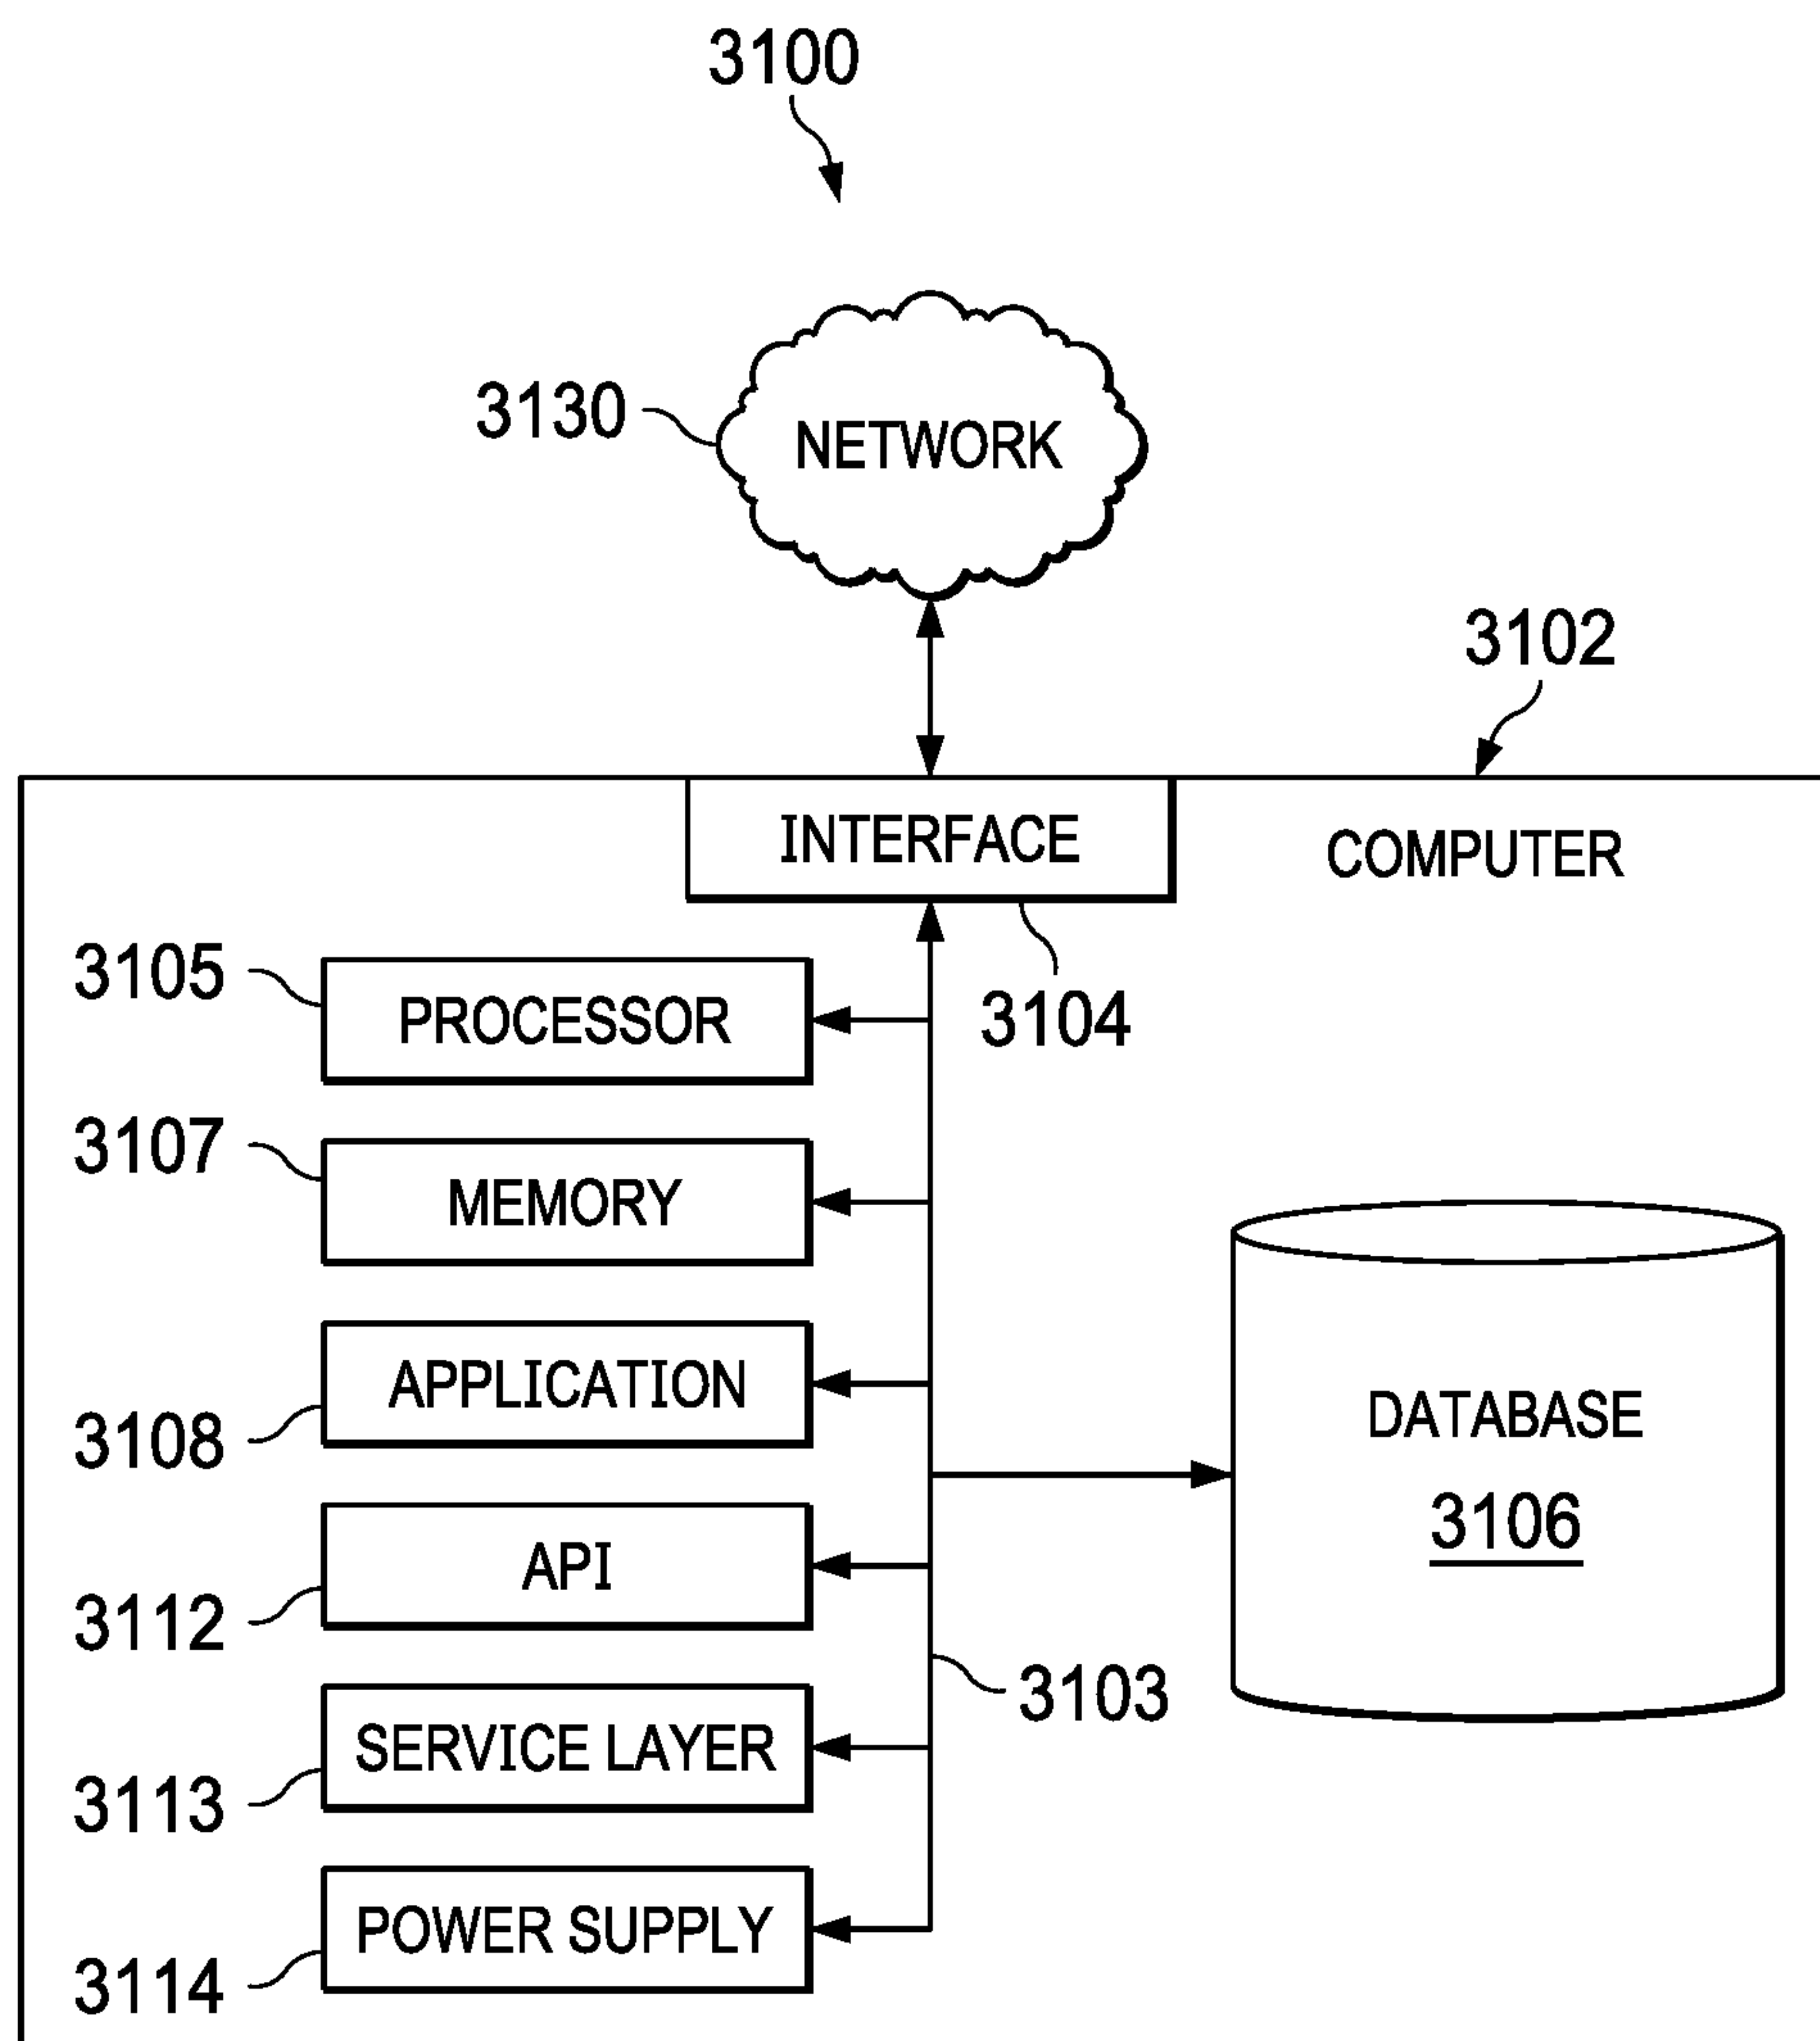 3100
3130
NETWORK
3102
INTERFACE
COMPUTER
3105
PROCESSOR
3104
3107
MEMORY
APPLICATION
3108
DATABASE
3106
API
3112
3103
SERVICE LAYER
3113
POWER SUPPLY
3114